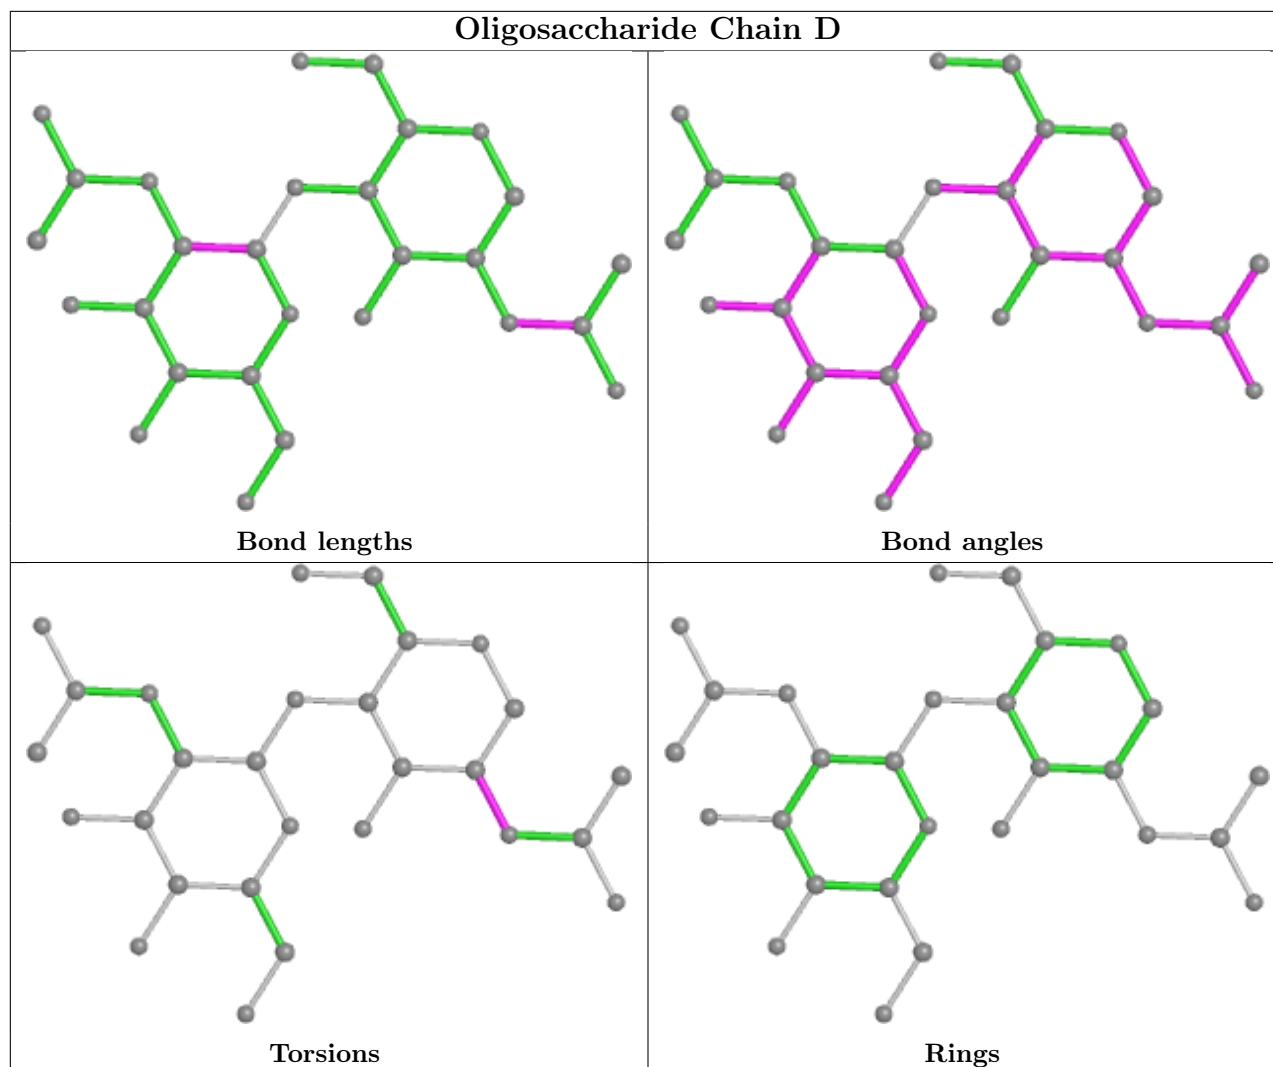 Oligosaccharide Chain D
Bond lengths
Bond angles
Torsions
Rings